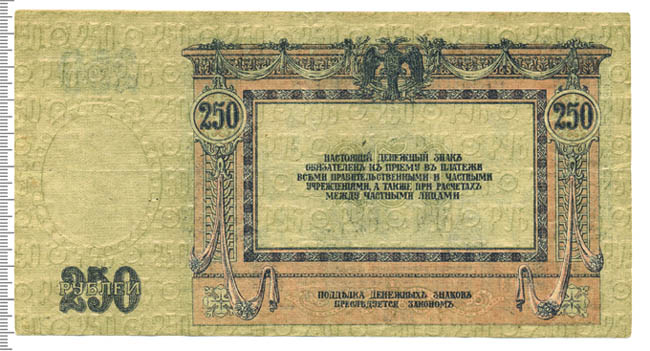 250
250
НАСТОЯЩІЙ ДЕНЕЖНЫЙ ЗНАКЪ
ОБЯЗАТЕЛЕНЪ КЪ ПРІЕМУ ВЪ ПЛАТЕЖИ
ВСѢМИ ПРАВИТЕЛЬСТВЕННЫМИ И ЧАСТНЫМИ
УЧРЕЖДЕНІЯМИ, А ТАКЖЕ ПРИ РАСЧЕТАХЪ
МЕЖДУ ЧАСТНЫМИ ЛИЦАМИ
250
РУБЛЕЙ
ПОДДѢЛКА ДЕНЕЖНЫХЪ ЗНАКОВЪ
ПРЕСЛѢДУЕТСЯ ЗАКОНОМЪ